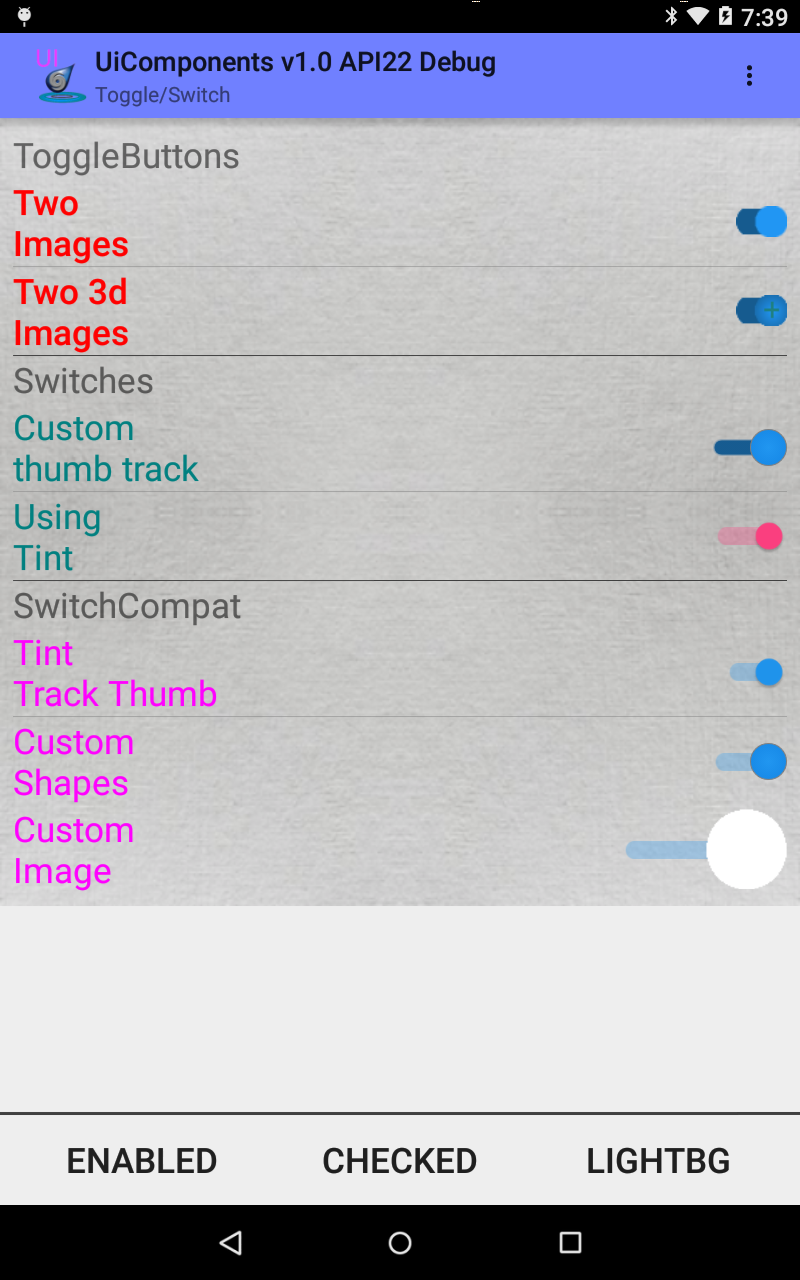 7:39
UI
UiComponents v1.0 API22 Debug
Toggle/Switch
ToggleButtons
Two
Images
Two 3d
Images
Switches
Custom
thumb track
Using
Tint
SwitchCompat
Tint
Track Thumb
Custom
Shapes
Custom
Image
ENABLED
CHECKED
LIGHTBG